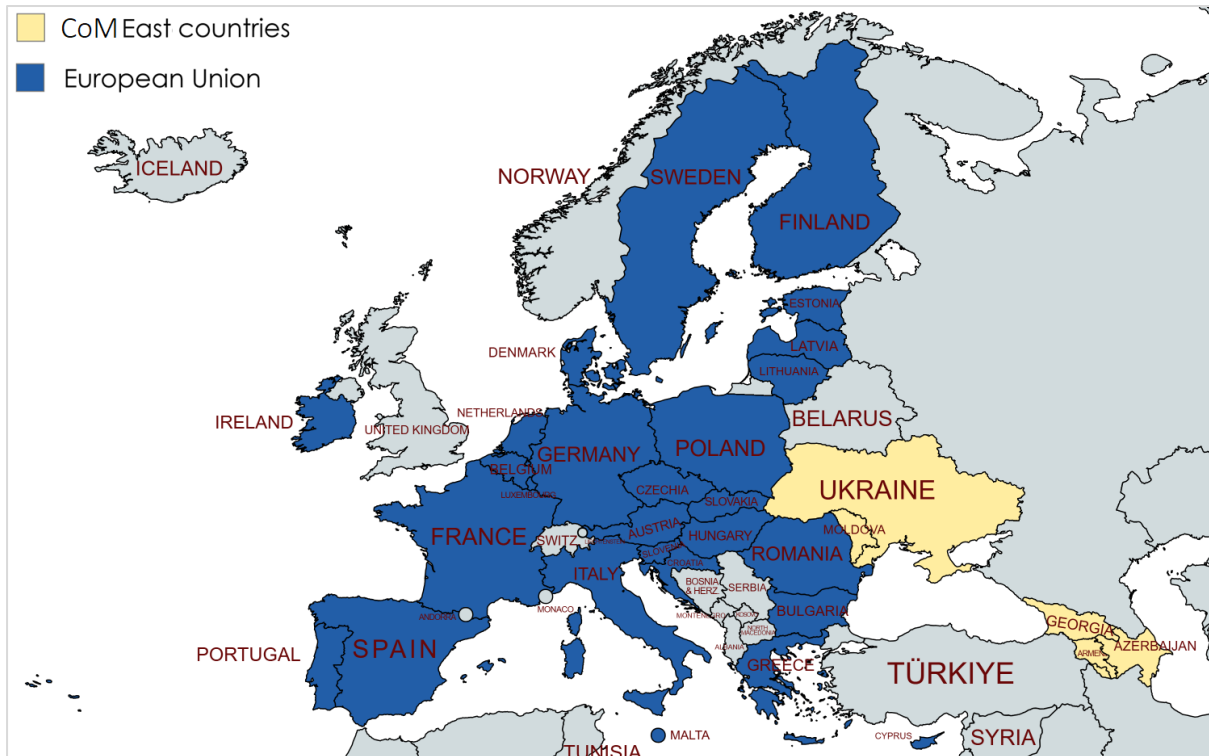 CoM East countries
European Union
ICELAND
NORWAY
SWEDEN
FINLAND
ESTONIA
LATVIA
LITHUANIA
DENMARK
IRELAND
UNITED KINGDOM
NETHERLANDS
BELARUS
BELGIUM
GERMANY
POLAND
LUXEMBOURG
CZECHIA
SLOVAKIA
UKRAINE
FRANCE
SWITZ
AUSTRIA
HUNGARY
MOLDOVA
SLOVENIA
CROATIA
ROMANIA
ITALY
BOSNIA
& HERZ
SERBIA
MONACO
ANDORRA
MONTENEGRO
KOSOVO
BULGARIA
NORTH
MACEDONIA
ALBANIA
GEORGIA
ARMEN
AZERBAIJAN
PORTUGAL
SPAIN
GREECE
TÜRKIYE
MALTA
CYPRUS
SYRIA
TUNISIA